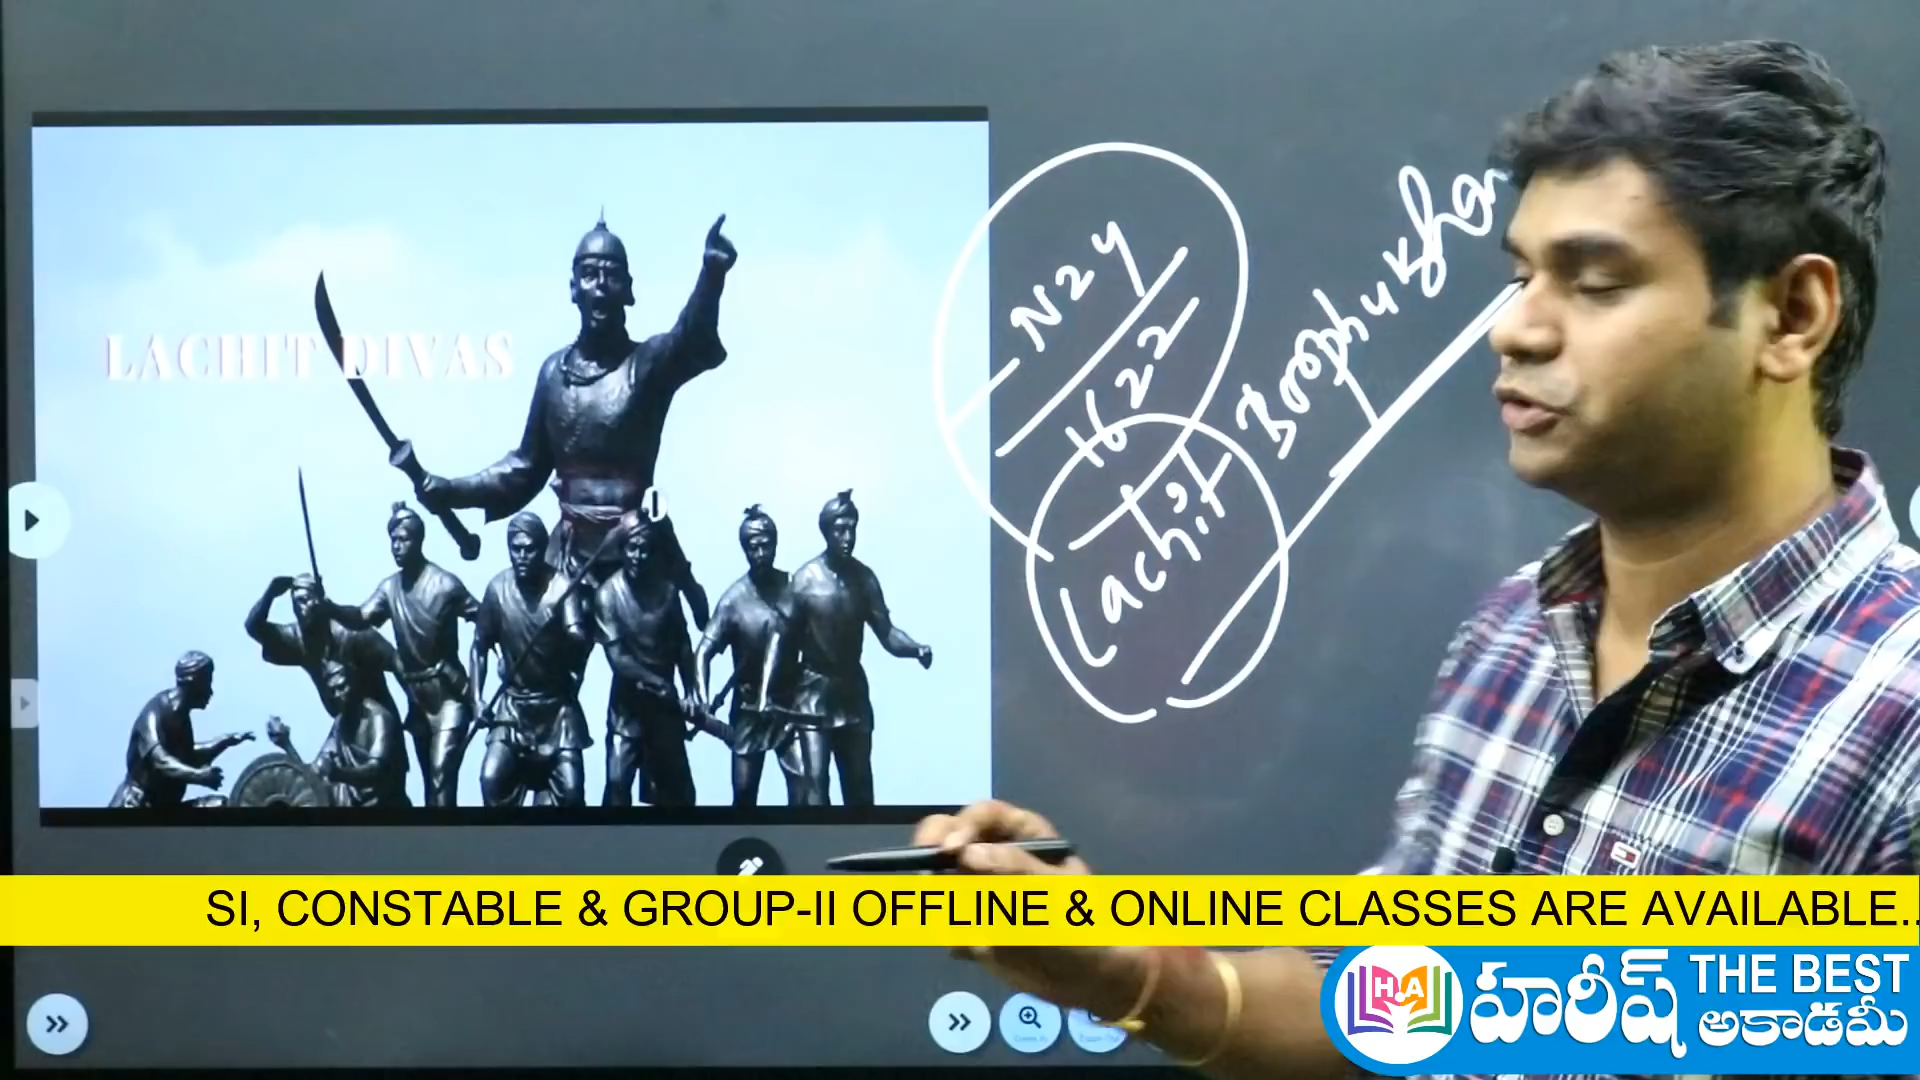 LACHIT DIVAS
N24
1622
Lachit Borphukhan
SI, CONSTABLE & GROUP-II OFFLINE & ONLINE CLASSES ARE AVAILABLE..
H.A
హరీష్ THE BEST
అకాడమీ